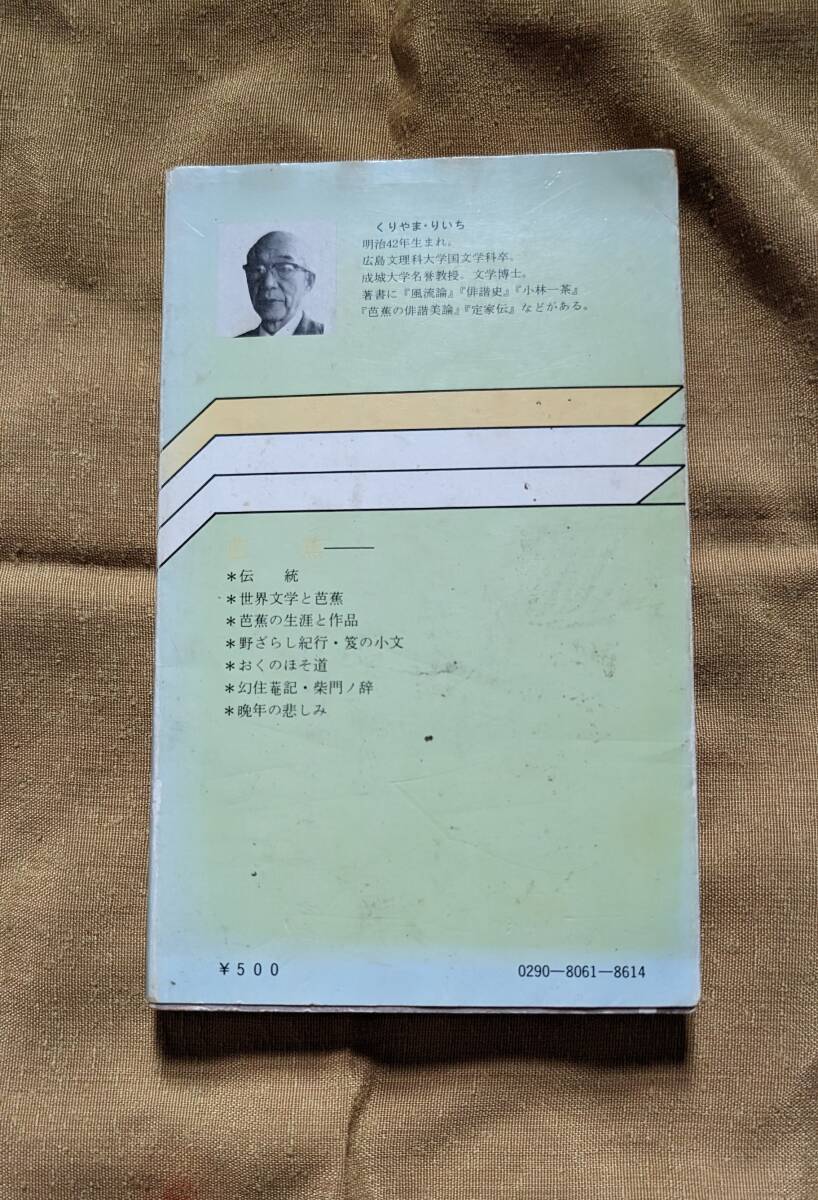 くりやま・りいち
明治42年生まれ。
広島文理科大学国文学科卒。
成城大学名誉教授、文学博士。
著書に『風流論』『俳諧史』『小林一茶』
『芭蕉の俳諧美論』『定家伝』などがある。
芭　蕉――
＊伝　統
＊世界文学と芭蕉
＊芭蕉の生涯と作品
＊野ざらし紀行・笈の小文
＊おくのほそ道
＊幻住菴記・柴門ノ辞
＊晩年の悲しみ
￥500
0290―8061―8614